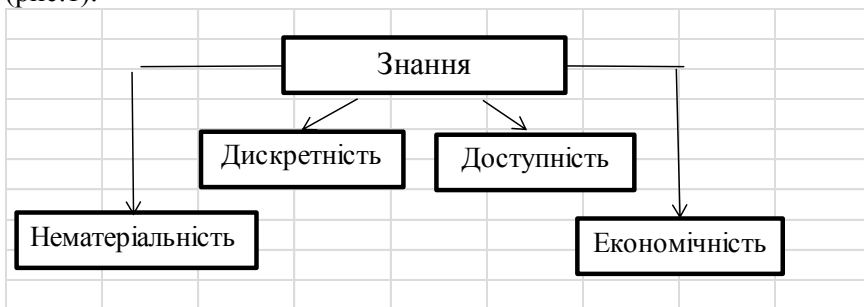 (рис.1).
Знання
Дискретність
Доступність
Нематеріальність
Економічність